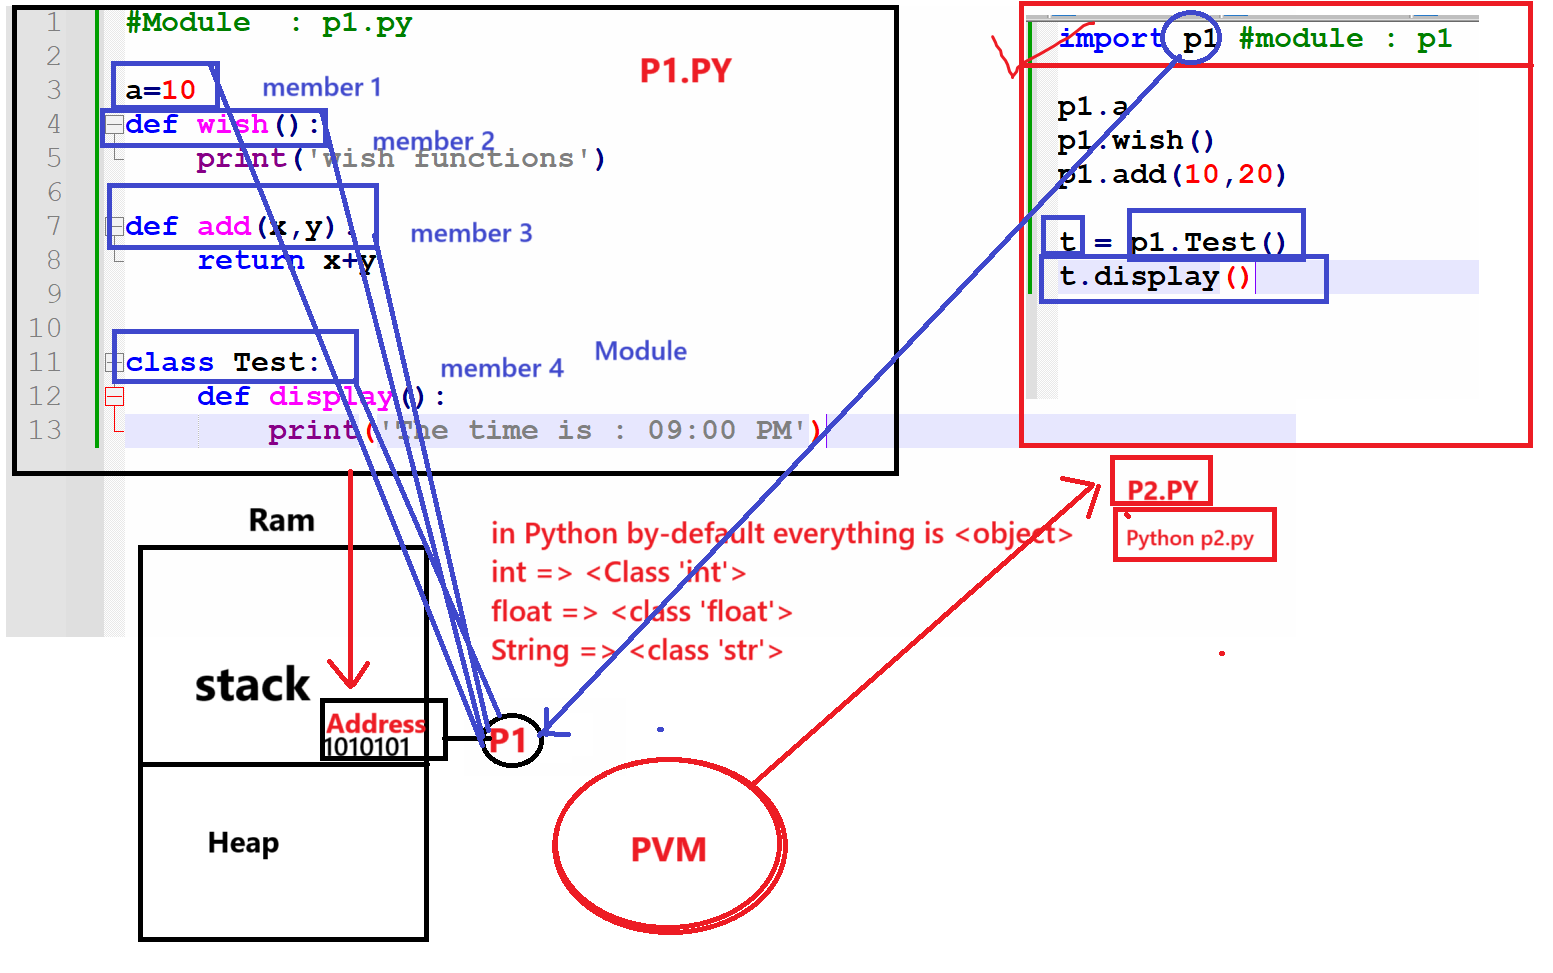 1 #Module : p1.py
2
3 a=10
member 1
4 def wish():
member 2
5 print('wish functions')
6
7 def add(x,y):
member 3
8 return x+y
9
10
11 class Test:
member 4
Module
12 def display():
13 print('The time is : 09:00 PM')
P1.PY
import p1 #module : p1
p1.a
p1.wish()
p1.add(10,20)
t = p1.Test()
t.display()
P2.PY
Python p2.py
Ram
in Python by-default everything is <object>
int => <Class 'int'>
float => <class 'float'>
String => <class 'str'>
stack
Address
1010101
P1
Heap
PVM